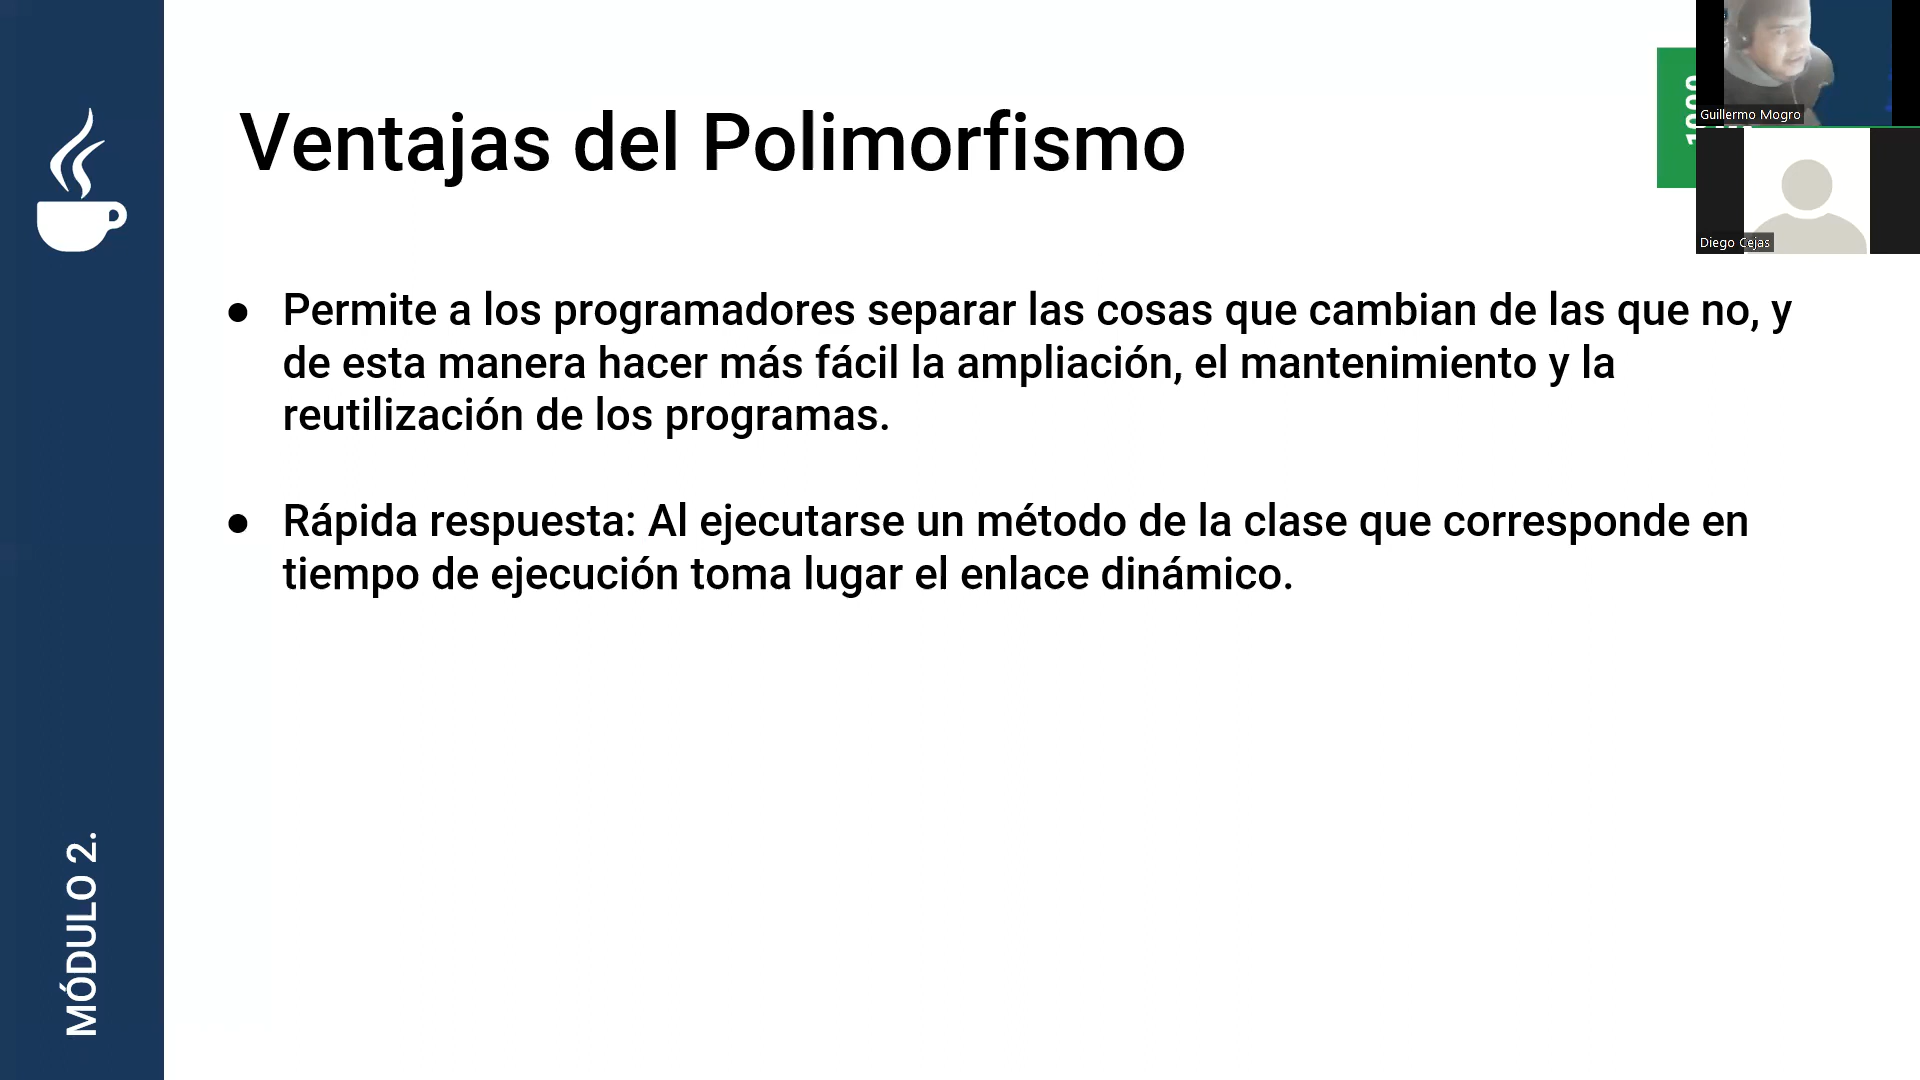 Ventajas del Polimorfismo
● Permite a los programadores separar las cosas que cambian de las que no, y
de esta manera hacer más fácil la ampliación, el mantenimiento y la
reutilización de los programas.
● Rápida respuesta: Al ejecutarse un método de la clase que corresponde en
tiempo de ejecución toma lugar el enlace dinámico.
MÓDULO 2.
Guillermo Mogro
Diego Cejas